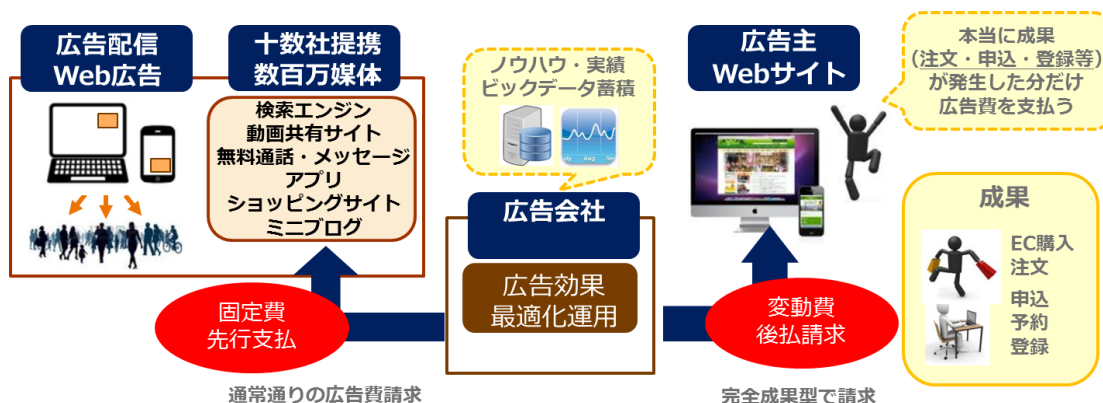 広告配信
Web広告
十数社提携
数百万媒体
検索エンジン
動画共有サイト
無料通話・メッセージ
アプリ
ショッピングサイト
ミニブログ
ノウハウ・実績
ビックデータ蓄積
July Aug Se
広告会社
広告効果
最適化運用
広告主
Webサイト
本当に成果
（注文・申込・登録等）
が発生した分だけ
広告費を支払う
成果
EC購入
注文
申込
予約
登録
固定費
先行支払
変動費
後払請求
通常通りの広告費請求
完全成果型で請求